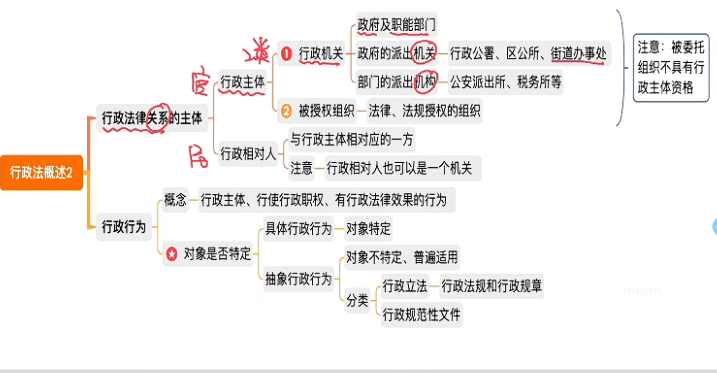 行政法概述2
行政法律关系的主体
官
行政主体
2类
1 行政机关
政府及职能部门
政府的派出机关
行政公署、区公所、街道办事处
部门的派出机构
公安派出所、税务所等
2 被授权组织
法律、法规授权的组织
注意：被委托
组织不具有行
政主体资格
民
行政相对人
与行政主体相对应的一方
注意
行政相对人也可以是一个机关
行政行为
概念
行政主体、行使行政职权、有行政法律效果的行为
对象是否特定
具体行政行为
对象特定
抽象行政行为
对象不特定、普遍适用
分类
行政立法
行政法规和行政规章
行政规范性文件